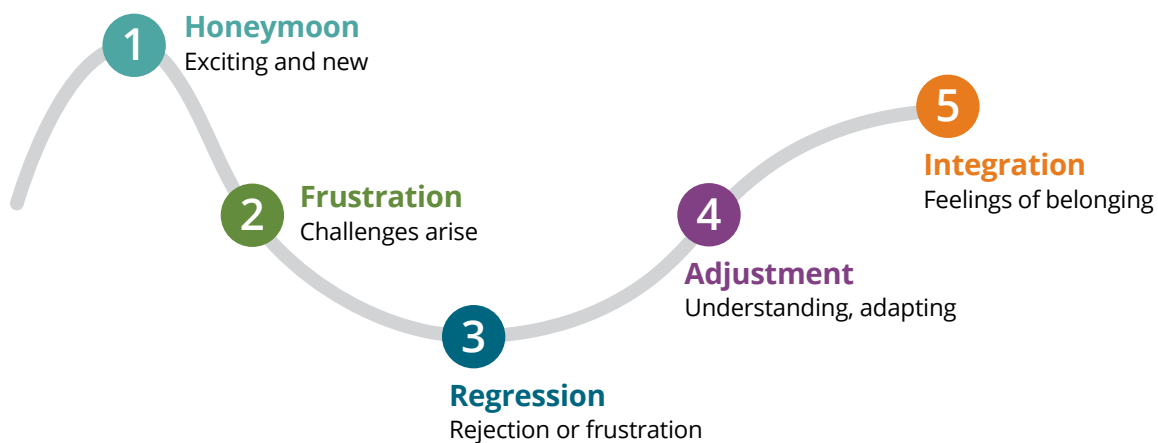 1
Honeymoon
Exciting and new
2
Frustration
Challenges arise
3
Regression
Rejection or frustration
4
Adjustment
Understanding, adapting
5
Integration
Feelings of belonging